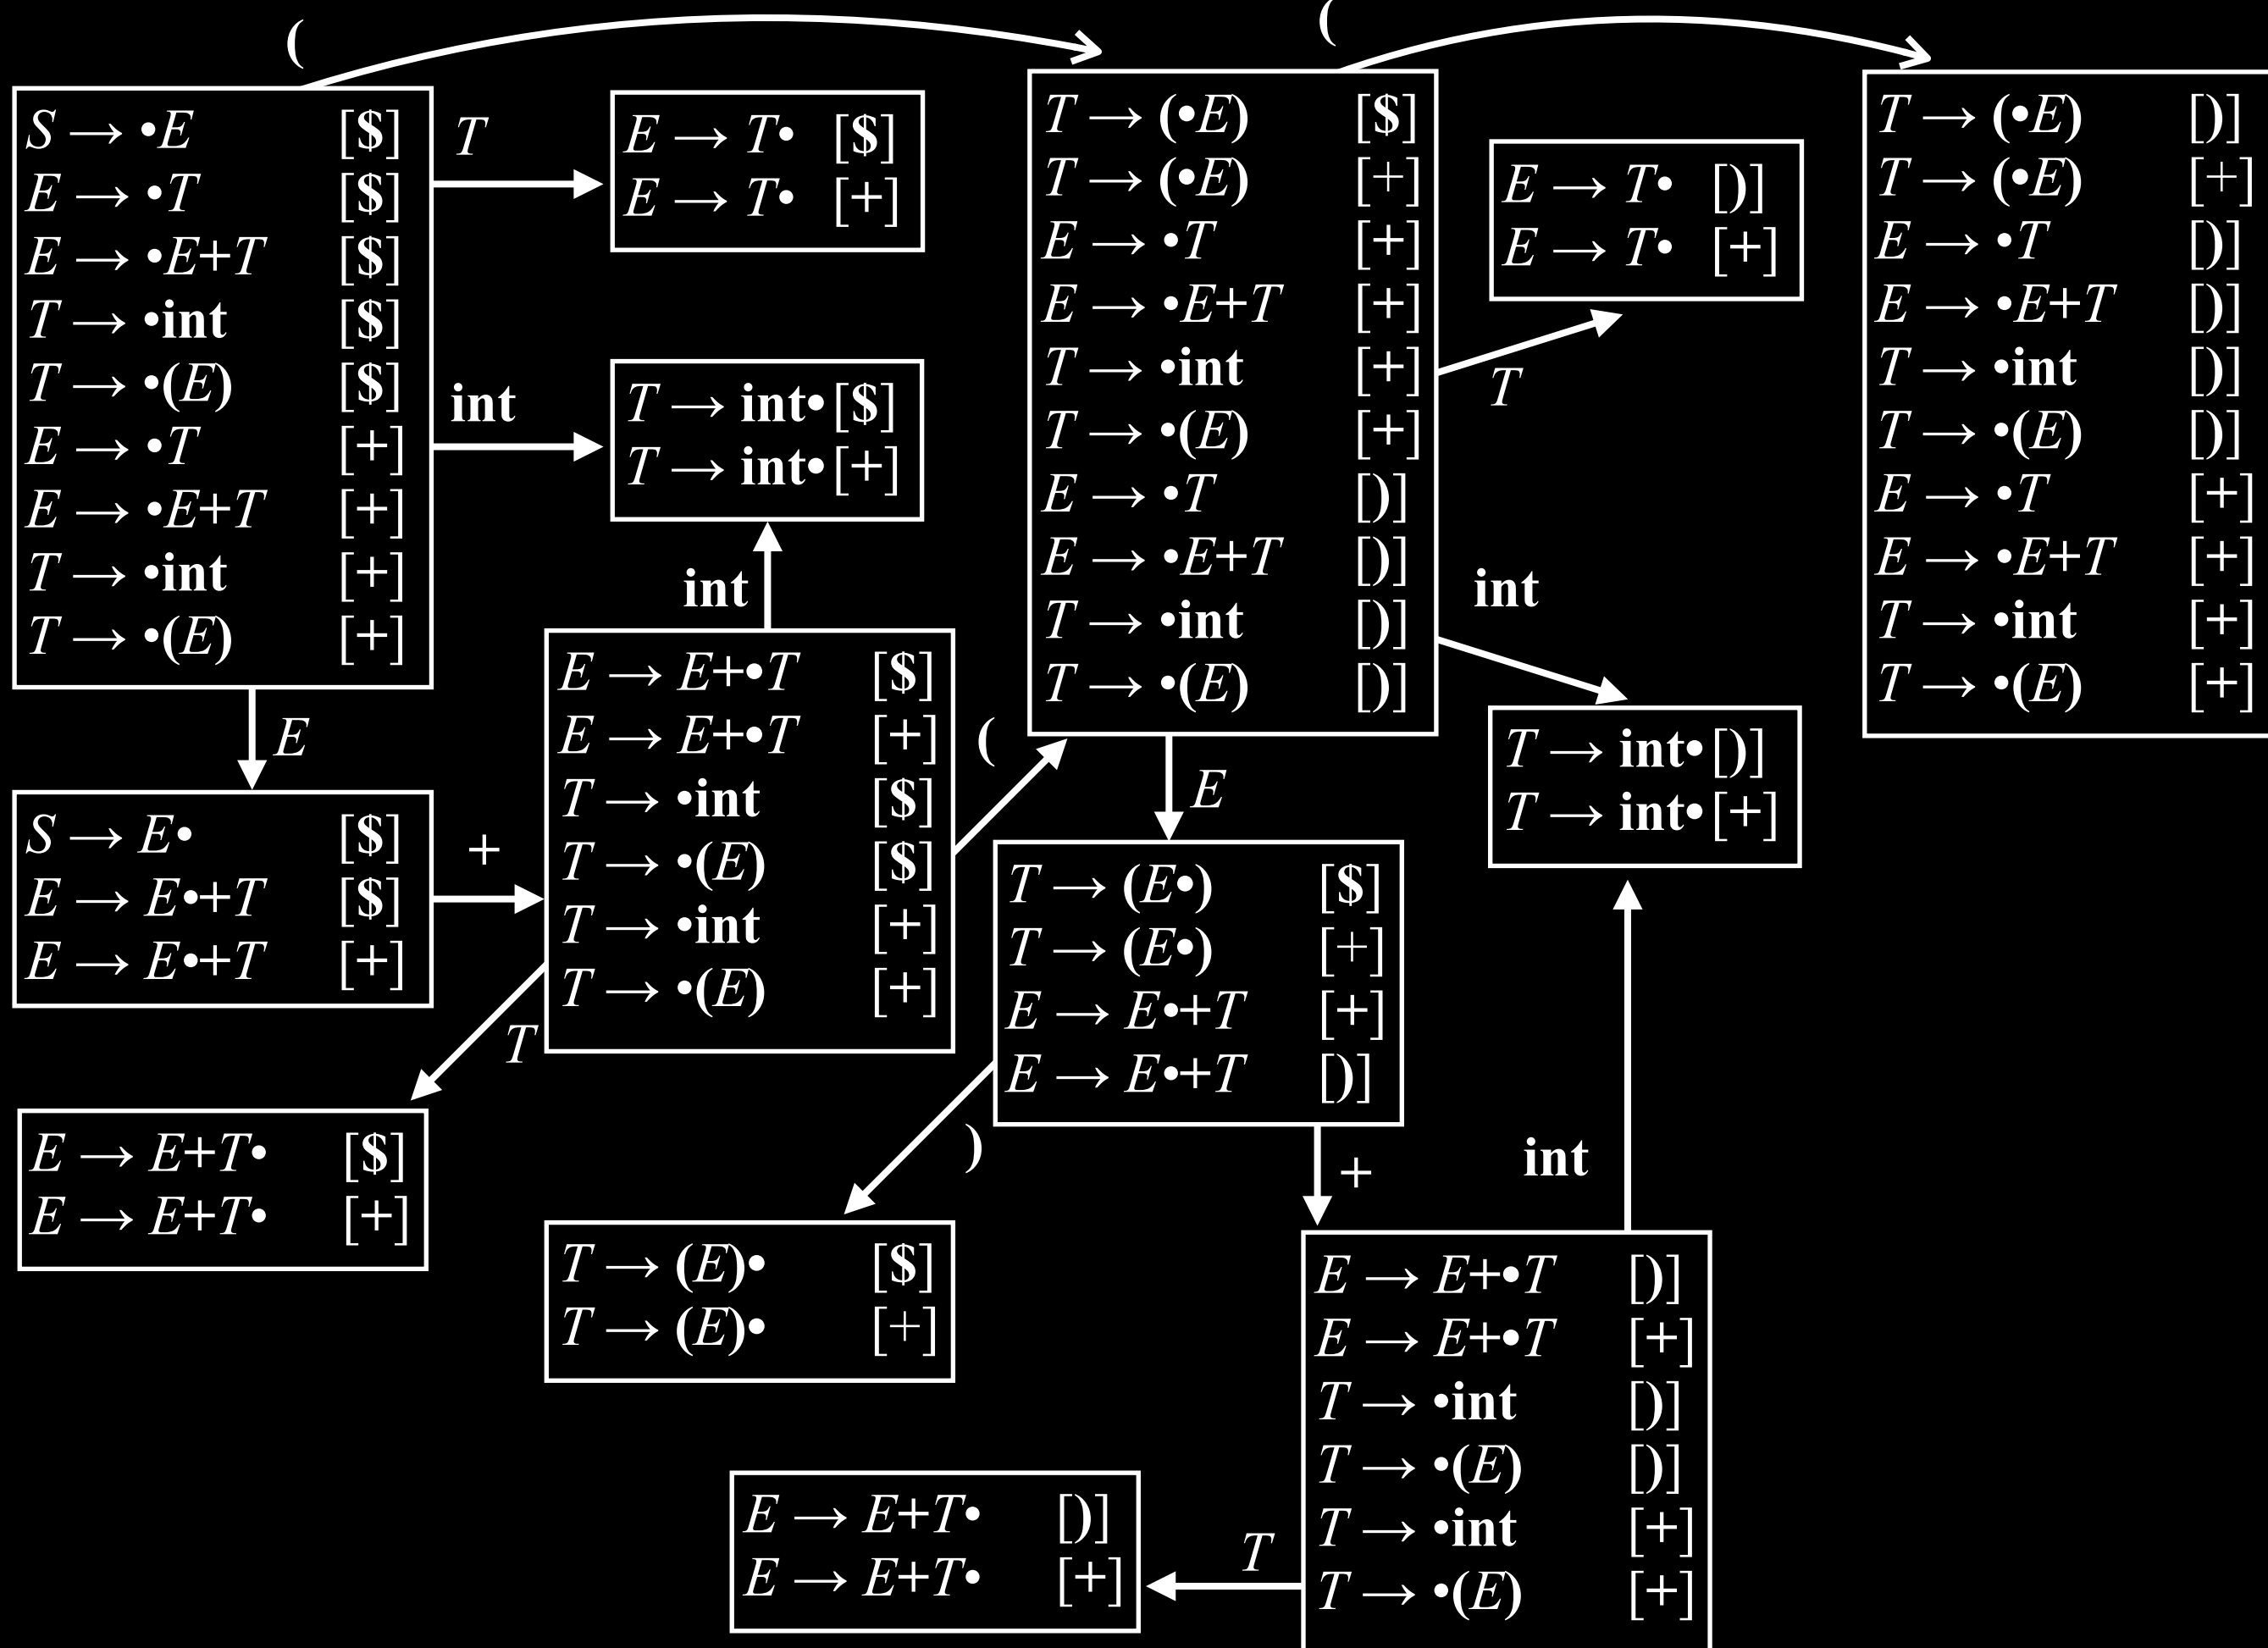 (
(
S → •E [$]
E → •T [$]
E → •E+T [$]
T → •int [$]
T → •(E) [$]
E → •T [+]
E → •E+T [+]
T → •int [+]
T → •(E) [+]
T
E → T• [$]
E → T• [+]
int
T → int• [$]
T → int• [+]
int
E
S → E• [$]
E → E•+T [$]
E → E•+T [+]
+
E → E+•T [$]
E → E+•T [+]
T → •int [$]
T → •(E) [$]
T → •int [+]
T → •(E) [+]
T
E → E+T• [$]
E → E+T• [+]
(
T → (•E) [$]
T → (•E) [+]
E → •T [+]
E → •E+T [+]
T → •int [+]
T → •(E) [+]
E → •T [)]
E → •E+T [)]
T → •int [)]
T → •(E) [)]
T
E → T• [)]
E → T• [+]
int
T → int• [)]
T → int• [+]
T → (•E) [)]
T → (•E) [+]
E → •T [)]
E → •E+T [)]
T → •int [)]
T → •(E) [)]
E → •T [+]
E → •E+T [+]
T → •int [+]
T → •(E) [+]
E
T → (E•) [$]
T → (E•) [+]
E → E•+T [+]
E → E•+T [)]
)
T → (E)• [$]
T → (E)• [+]
+
int
E → E+•T [)]
E → E+•T [+]
T → •int [)]
T → •(E) [)]
T → •int [+]
T → •(E) [+]
T
E → E+T• [)]
E → E+T• [+]